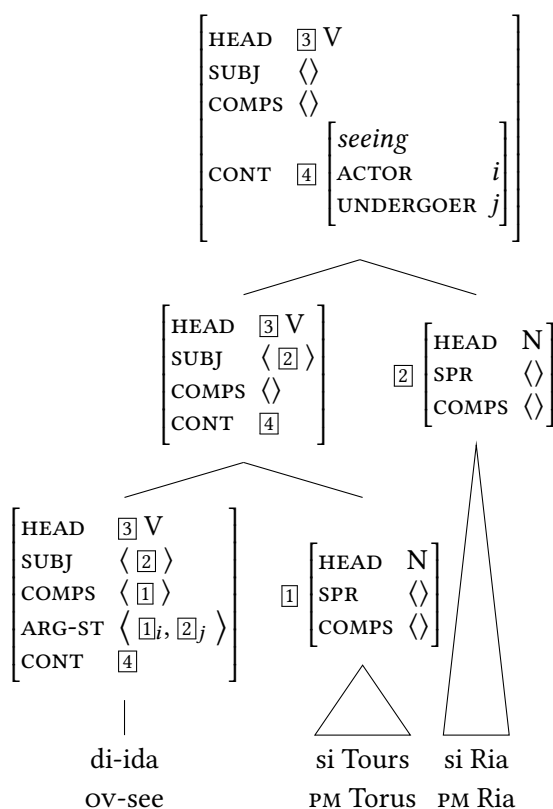 HEAD 3 V
SUBJ ⟨⟩
COMPS ⟨⟩
seeing
CONT 4 ACTOR i
UNDERGOER j
HEAD 3 V
SUBJ ⟨ 2 ⟩
COMPS ⟨⟩
CONT 4
2 HEAD N
SPR ⟨⟩
COMPS ⟨⟩
HEAD 3 V
SUBJ ⟨ 2 ⟩
COMPS ⟨ 1 ⟩
ARG-ST ⟨ 1i, 2j ⟩
CONT 4
HEAD N
1 SPR ⟨⟩
COMPS ⟨⟩
di-ida si Tours si Ria
OV-see PM Torus PM Ria